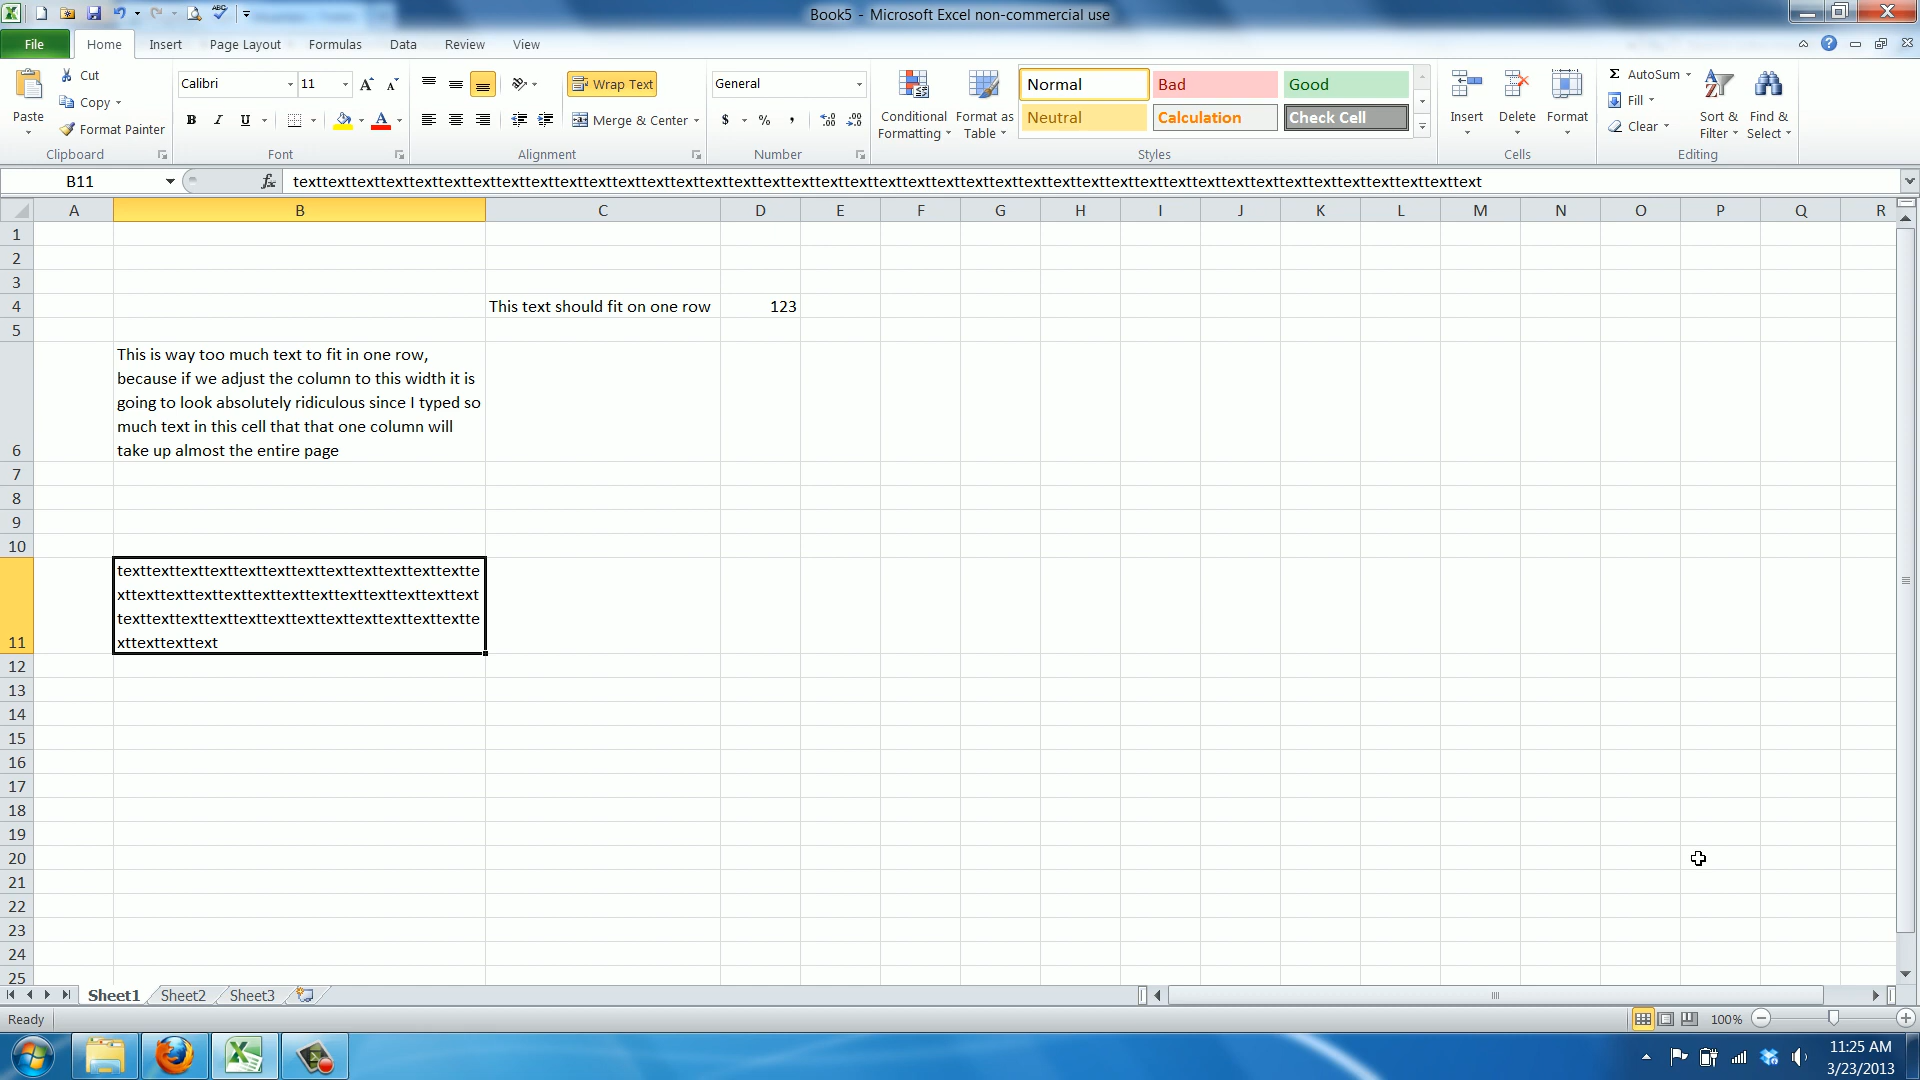 Book5 - Microsoft Excel non-commercial use
File Home Insert Page Layout Formulas Data Review View
Cut
Copy
Format Painter
Paste
Clipboard
Calibri 11
B I U
Font
Wrap Text
Merge & Center
Alignment
General
$ % ,
Number
Conditional Formatting
Format as Table
Normal Bad Good
Neutral Calculation Check Cell
Styles
Insert Delete Format
Cells
Σ AutoSum
Fill
Clear
Sort & Filter
Find & Select
Editing
B11
fx
A B C D E F G H I J K L M N O P Q R
1
2
3
4 This text should fit on one row 123
5
This is way too much text to fit in one row,
because if we adjust the column to this width it is
going to look absolutely ridiculous since I typed so
much text in this cell that that one column will
6 take up almost the entire page
7
8
9
10
texttexttexttexttexttexttexttexttexttexttexttexttte
xttexttexttexttexttexttexttexttexttexttexttexttext
texttexttexttexttexttexttexttexttexttexttexttextte
11 xttexttexttext
12
13
14
15
16
17
18
19
20
21
22
23
24
25
Sheet1 Sheet2 Sheet3
Ready
100%
11:25 AM
3/23/2013